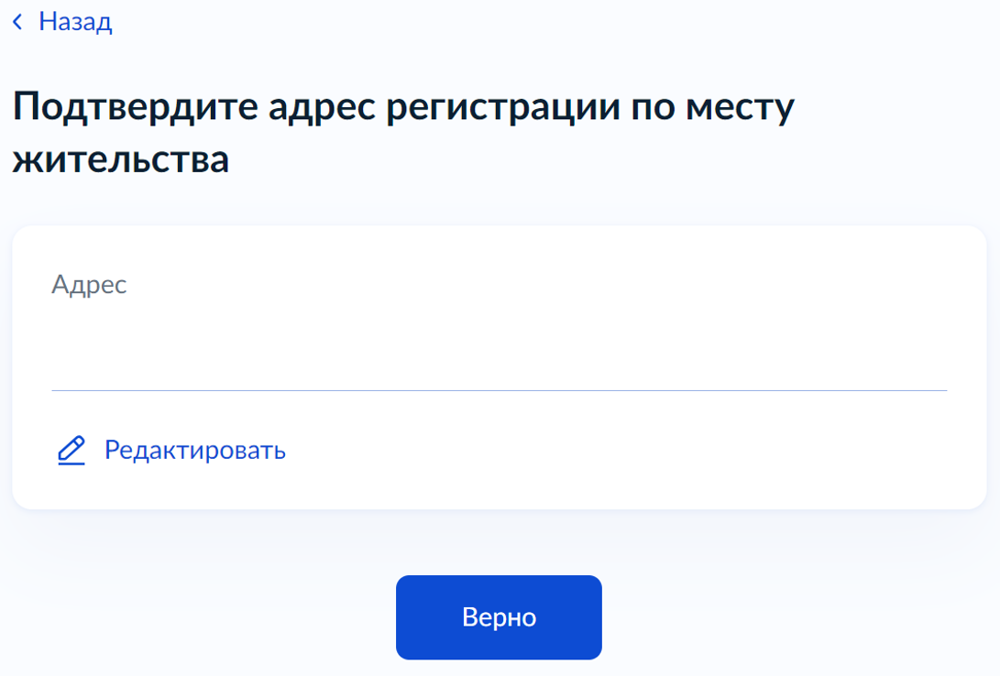 Назад
Подтвердите адрес регистрации по месту
жительства
Адрес
Редактировать
Верно